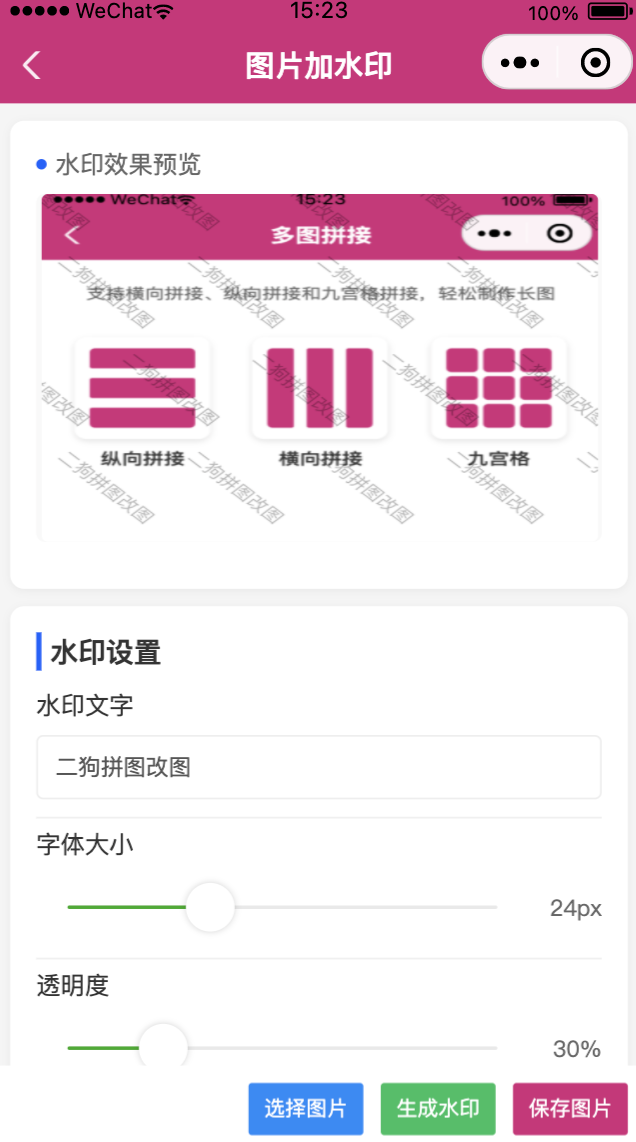 WeChat 15:23 100%
图片加水印
水印效果预览
WeChat 15:23 100%
多图拼接
支持横向拼接、纵向拼接和九宫格拼接，轻松制作长图
纵向拼接 横向拼接 九宫格
二狗拼图改图
水印设置
水印文字
二狗拼图改图
字体大小
24px
透明度
30%
选择图片 生成水印 保存图片